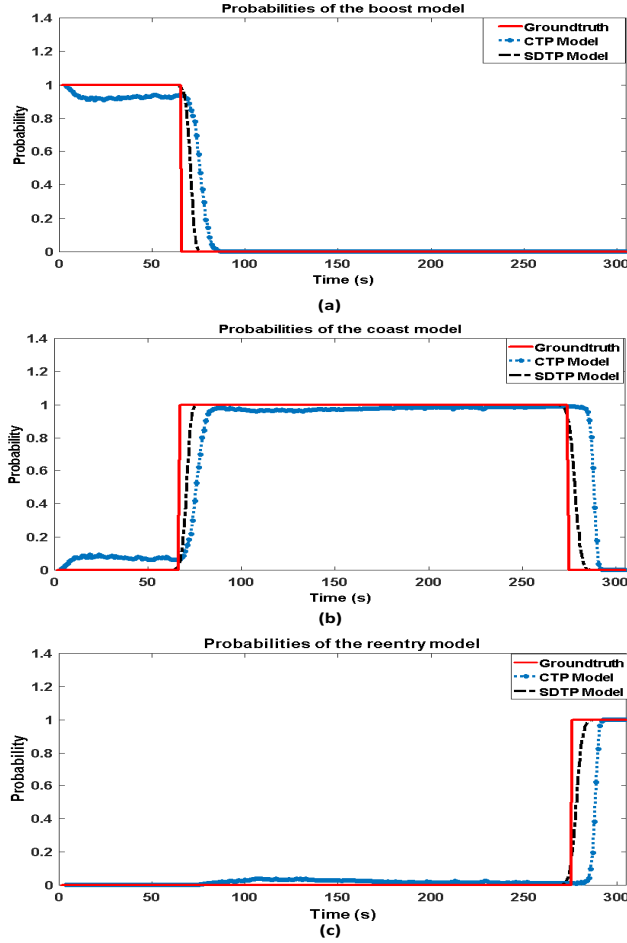 Probabilities of the boost model
1.4
1.2
1
0.8
0.6
0.4
0.2
0
Probability
Groundtruth
CTP Model
SDTP Model
0 50 100 150 200 250 300
Time (s)
(a)
Probabilities of the coast model
1.4
1.2
1
0.8
0.6
0.4
0.2
0
Probability
Groundtruth
CTP Model
SDTP Model
0 50 100 150 200 250 300
Time (s)
(b)
Probabilities of the reentry model
1.4
1.2
1
0.8
0.6
0.4
0.2
0
Probability
Groundtruth
CTP Model
SDTP Model
0 50 100 150 200 250 300
Time (s)
(c)